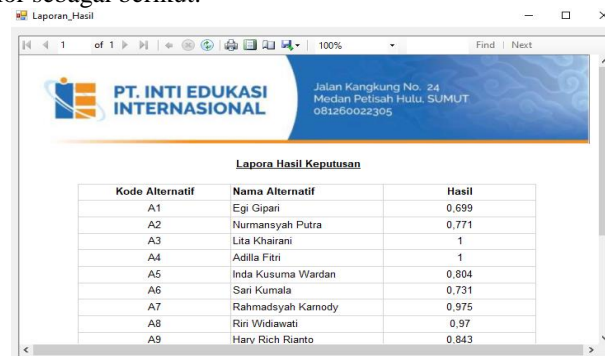 Laporan_Hasil
1 of 1 100% Find | Next
PT. INTI EDUKASI
INTERNASIONAL
Jalan Kangkung No. 24
Medan Petisah Hulu, SUMUT
081260022305
Lapora Hasil Keputusan
Kode Alternatif Nama Alternatif Hasil
A1 Egi Gipari 0,699
A2 Nurmansyah Putra 0,771
A3 Lita Khairani 1
A4 Adilla Fitri 1
A5 Inda Kusuma Wardan 0,804
A6 Sari Kumala 0,731
A7 Rahmadsyah Karnody 0,975
A8 Riri Widiawati 0,97
A9 Hary Rich Rianto 0,843